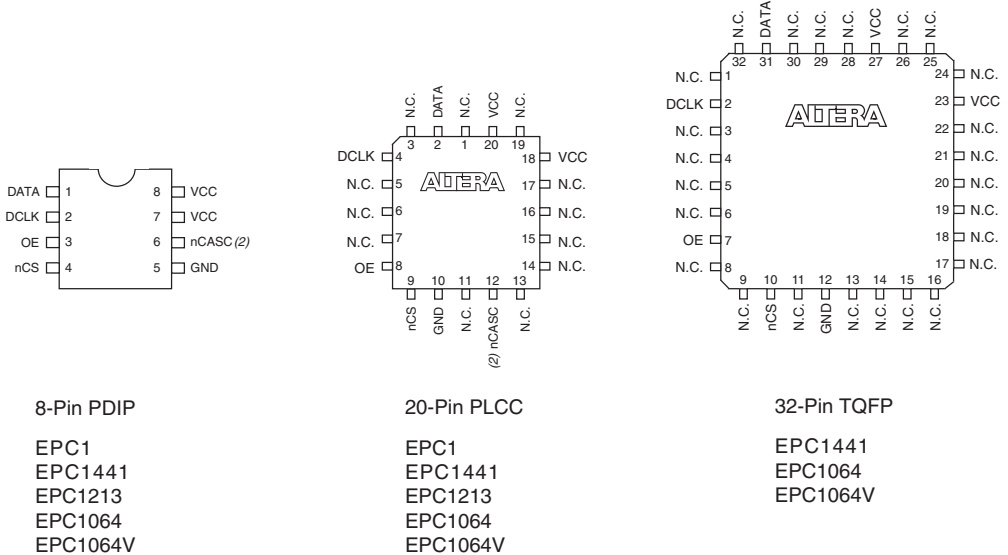 DATA 1 8 VCC
DCLK 2 7 VCC
OE 3 6 nCASC (2)
nCS 4 5 GND
8-Pin PDIP
EPC1
EPC1441
EPC1213
EPC1064
EPC1064V
N.C. DATA N.C. VCC N.C.
3 2 1 20 19
DCLK 4 18 VCC
N.C. 5 17 N.C.
N.C. 6 16 N.C.
N.C. 7 15 N.C.
OE 8 14 N.C.
ALTERA
9 10 11 12 13
nCS GND N.C. (2) nCASC N.C.
20-Pin PLCC
EPC1
EPC1441
EPC1213
EPC1064
EPC1064V
N.C. DATA N.C. N.C. N.C. VCC N.C. N.C.
32 31 30 29 28 27 26 25
N.C. 1 24 N.C.
DCLK 2 23 VCC
N.C. 3 22 N.C.
N.C. 4 21 N.C.
N.C. 5 20 N.C.
N.C. 6 19 N.C.
OE 7 18 N.C.
N.C. 8 17 N.C.
ALTERA
9 10 11 12 13 14 15 16
N.C. nCS N.C. GND N.C. N.C. N.C. N.C.
32-Pin TQFP
EPC1441
EPC1064
EPC1064V